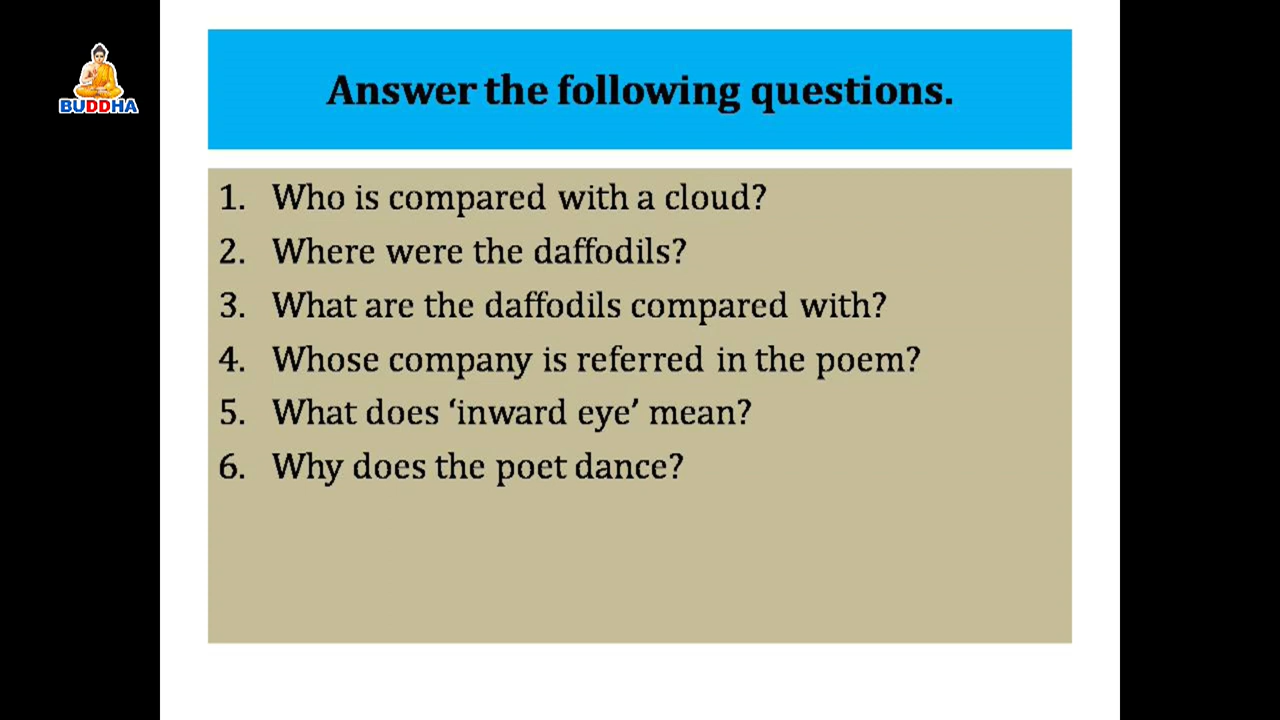 BUDDHA
Answer the following questions.
1. Who is compared with a cloud?
2. Where were the daffodils?
3. What are the daffodils compared with?
4. Whose company is referred in the poem?
5. What does ‘inward eye’ mean?
6. Why does the poet dance?